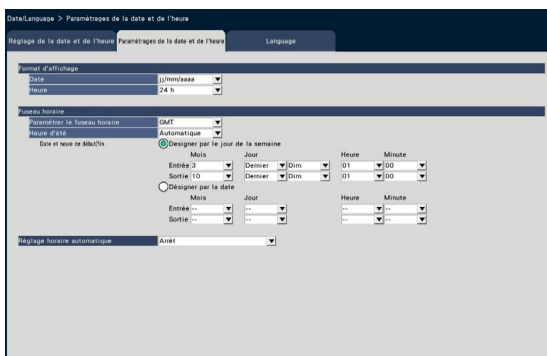 Date/Language > Paramétrages de la date et de l'heure
Réglage de la date et de l'heure Paramétrages de la date et de l'heure Language
Format d'affichage
Date jj/mm/aaaa
Heure 24 h
Fuseau horaire
Paramétrer le fuseau horaire GMT
Heure d'été Automatique
Date et heure de début/fin Designer par le jour de la semaine
Mois Jour Heure Minute
Entrée 3 Dernier Dim 01 00
Sortie 10 Dernier Dim 01 00
Désigner par la date
Mois Jour Heure Minute
Entrée -- -- -- --
Sortie -- -- -- --
Réglage horaire automatique Arrêt